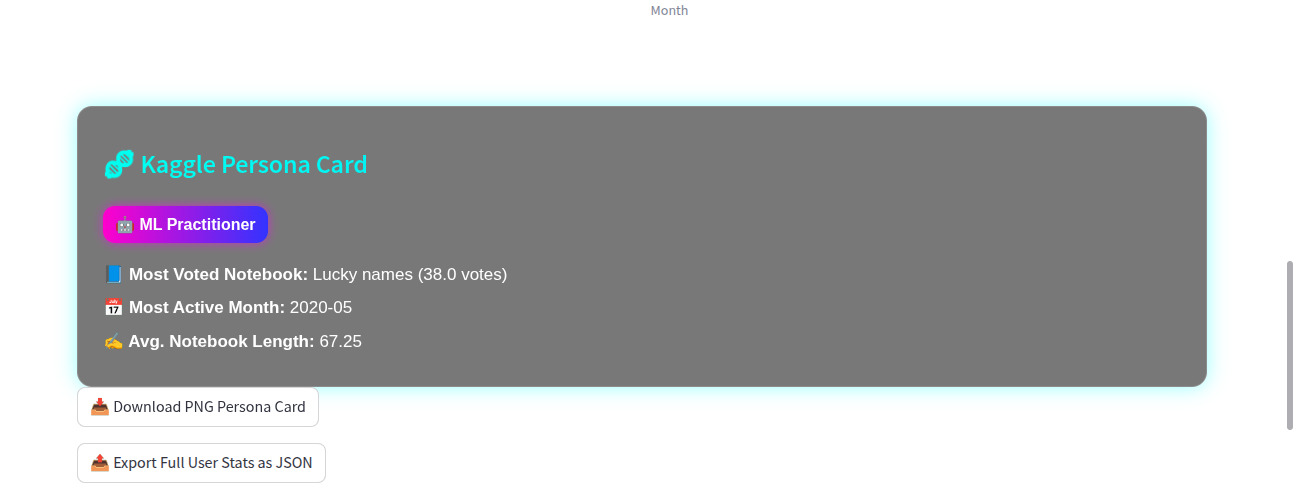 Month
Kaggle Persona Card
ML Practitioner
Most Voted Notebook: Lucky names (38.0 votes)
Most Active Month: 2020-05
Avg. Notebook Length: 67.25
Download PNG Persona Card
Export Full User Stats as JSON